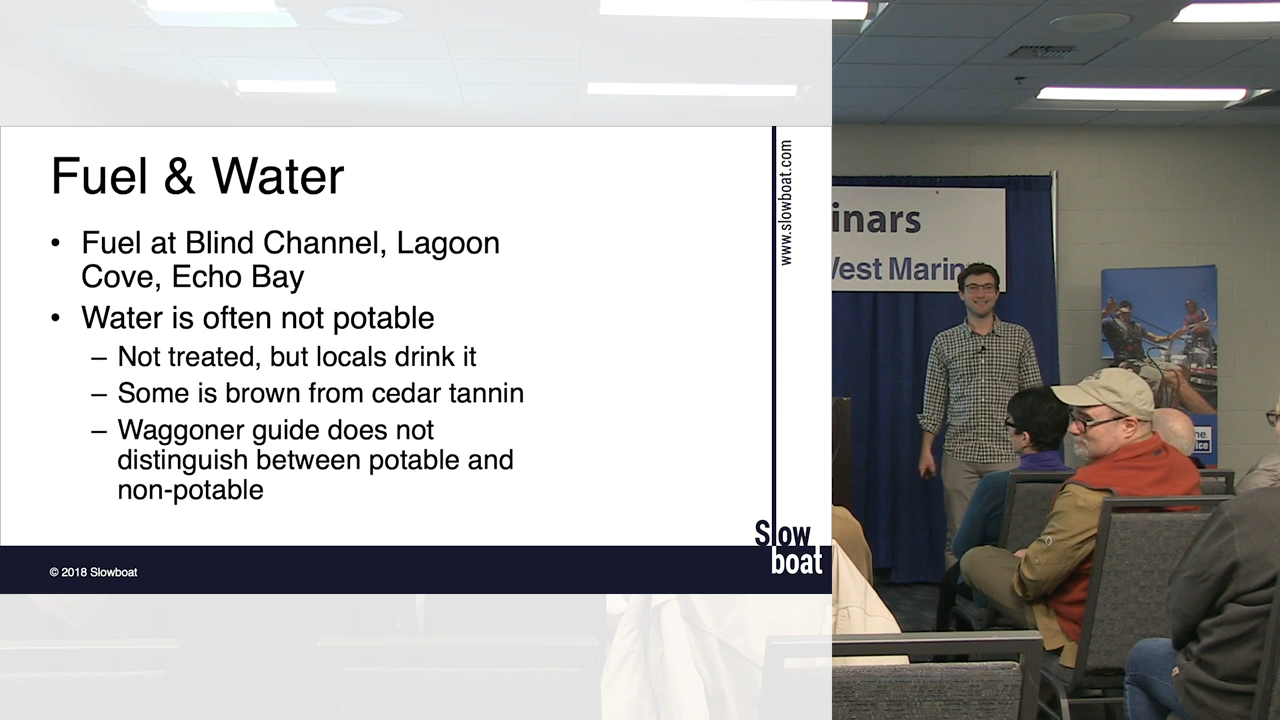 Fuel & Water
• Fuel at Blind Channel, Lagoon
Cove, Echo Bay
• Water is often not potable
– Not treated, but locals drink it
– Some is brown from cedar tannin
– Waggoner guide does not
distinguish between potable and
non-potable
www.slowboat.com
Slow
boat
© 2018 Slowboat
inars
West Marin
ne.
ice